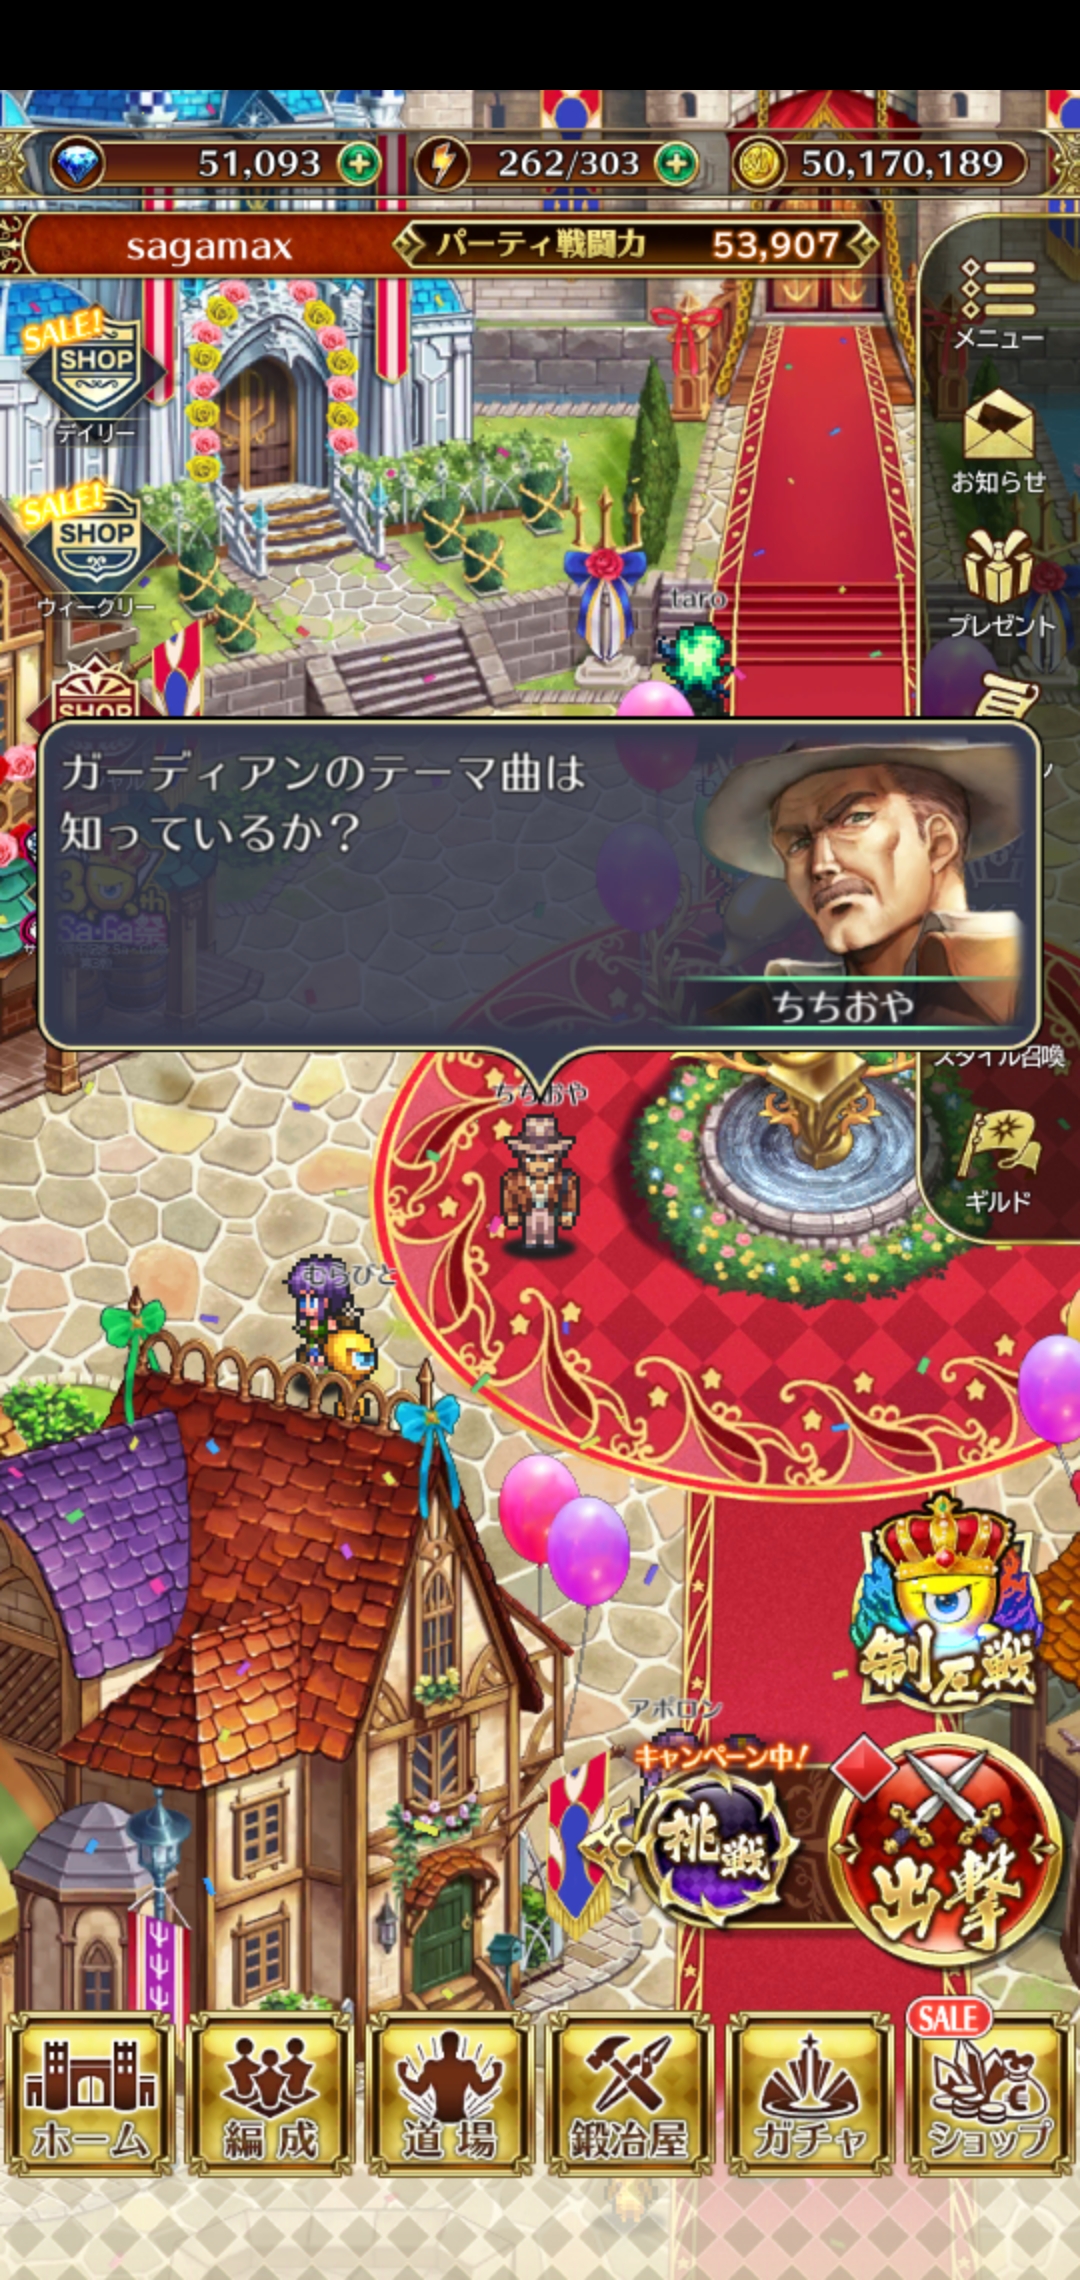 51,093
262/303
50,170,189
sagamax
パーティ戦闘力 53,907
メニュー
SALE!
SHOP
デイリー
お知らせ
SALE!
SHOP
ウィークリー
プレゼント
taro
SHOP
ガーディアンのテーマ曲は
知っているか？
ちちおや
30th
Sa・Ga祭
スタイル召喚
ちちおや
ギルド
むらびと
制圧戦
アポロン
キャンペーン中！
挑戦
出撃
SALE
ホーム
編成
道場
鍛冶屋
ガチャ
ショップ